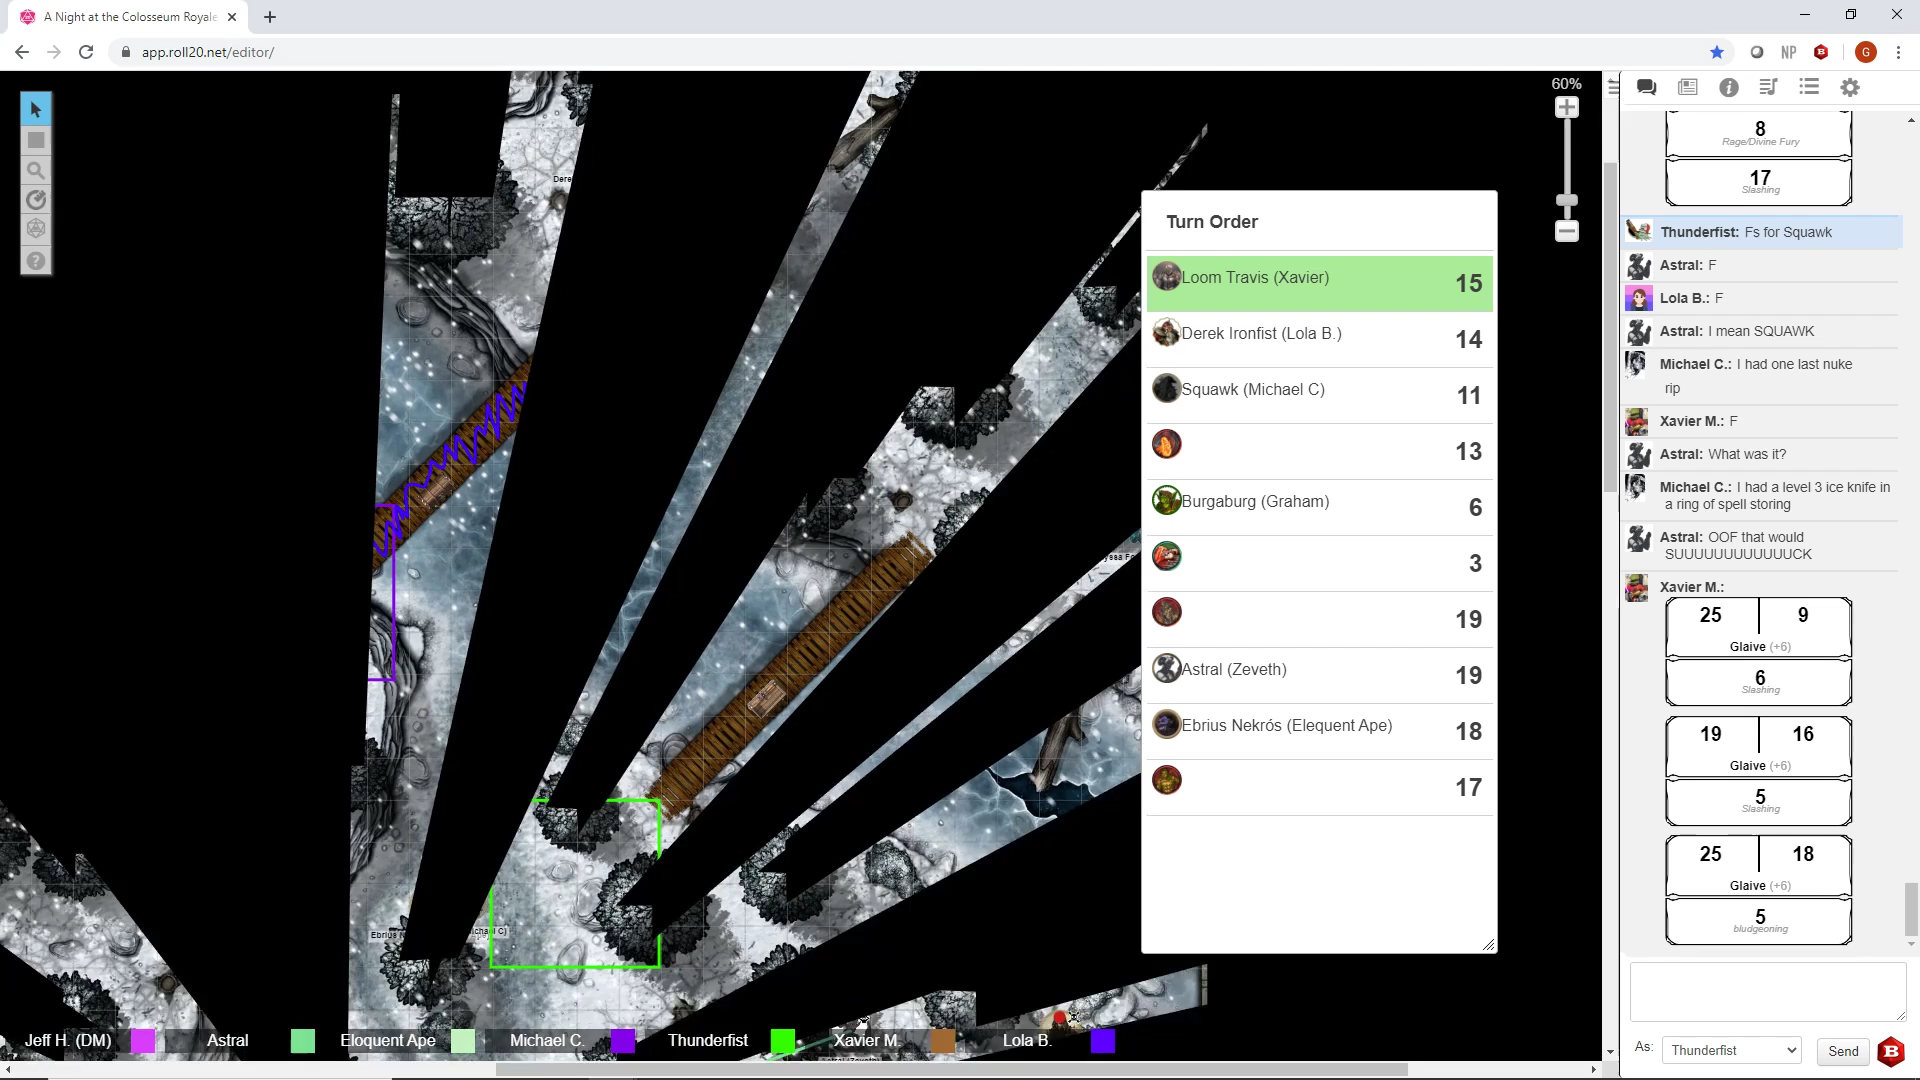 A Night at the Colosseum Royale
app.roll20.net/editor/
NP
G
60%
Dere
Turn Order
Loom Travis (Xavier)
15
Derek Ironfist (Lola B.)
14
Squawk (Michael C)
11
13
Burgaburg (Graham)
6
3
19
Astral (Zeveth)
19
Ebrius Nekrós (Elequent Ape)
18
17
Ebrius N
ichael C)
Jeff H. (DM)
Astral
Eloquent Ape
Michael C.
Thunderfist
Xavier M.
Lola B.
8
Rage/Divine Fury
17
Slashing
Thunderfist: Fs for Squawk
Astral: F
Lola B.: F
Astral: I mean SQUAWK
Michael C.: I had one last nuke
rip
Xavier M.: F
Astral: What was it?
Michael C.: I had a level 3 ice knife in
a ring of spell storing
Astral: OOF that would
SUUUUUUUUUUUUCK
Xavier M.:
25 9
Glaive (+6)
6
Slashing
19 16
Glaive (+6)
5
Slashing
25 18
Glaive (+6)
5
bludgeoning
As: Thunderfist
Send
B